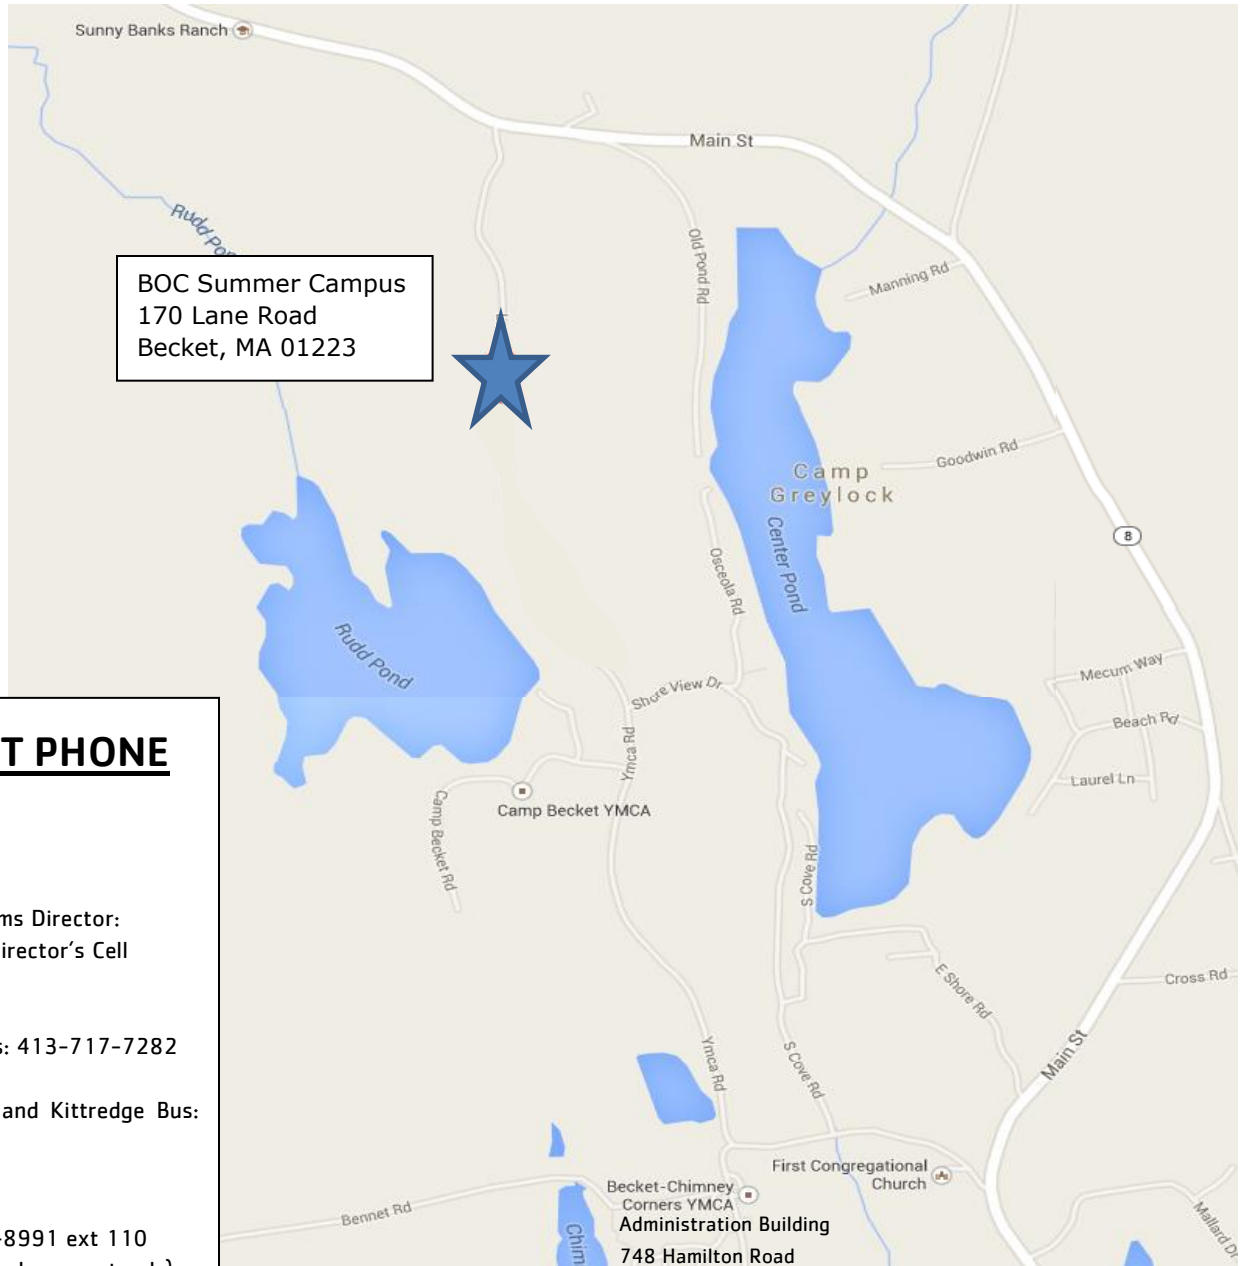 Sunny Banks Ranch
Main St
Rudd Pon
Old Pond Rd
Manning Rd
BOC Summer Campus
170 Lane Road
Becket, MA 01223
Camp
Greylock
Goodwin Rd
Center Pond
8
Osceola Rd
Rudd Pond
Mecum Way
Shore View Dr
Beach Rd
Ymca Rd
Laurel Ln
Camp Becket YMCA
Camp Becket Rd
S Cove Rd
T PHONE
ms Director:
irector's Cell
s: 413-717-7282
and Kittredge Bus:
-8991 ext 110
E Shore Rd
Cross Rd
Main St
Ymca Rd
S Cove Rd
First Congregational
Church
Becket-Chimney
Corners YMCA
Administration Building
748 Hamilton Road
Bennet Rd
Chim
Mallard Dr